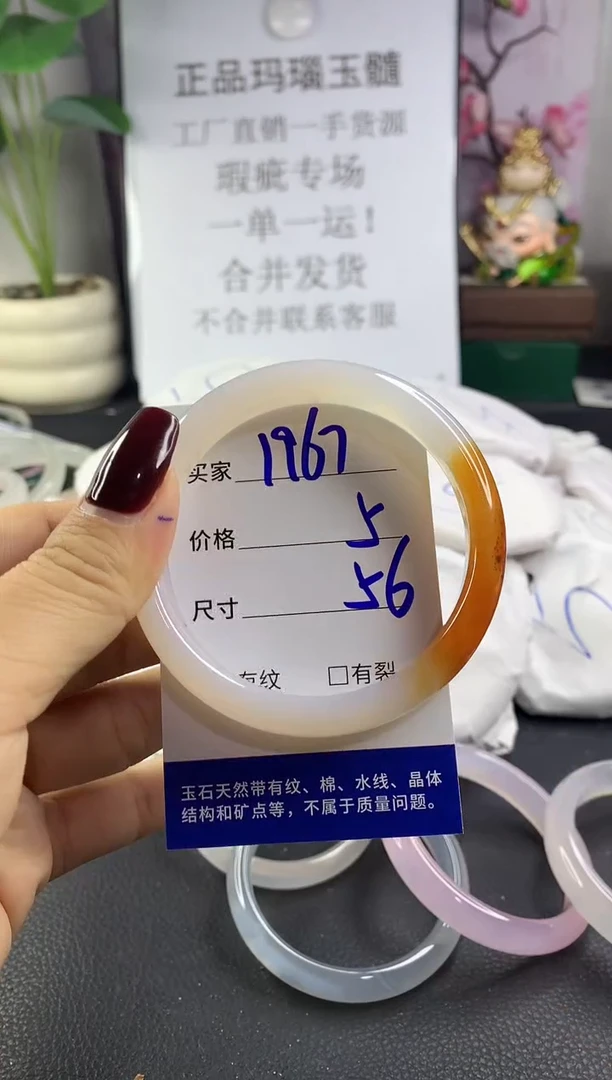 正品玛瑙玉髓
工厂直销一手货源
瑕疵专场
一单一运！
合并发货
不合并联系客服
买家 1967
价格 5
尺寸 56
有纹 □有裂
玉石天然带有纹、棉、水线、晶体
结构和矿点等，不属于质量问题。